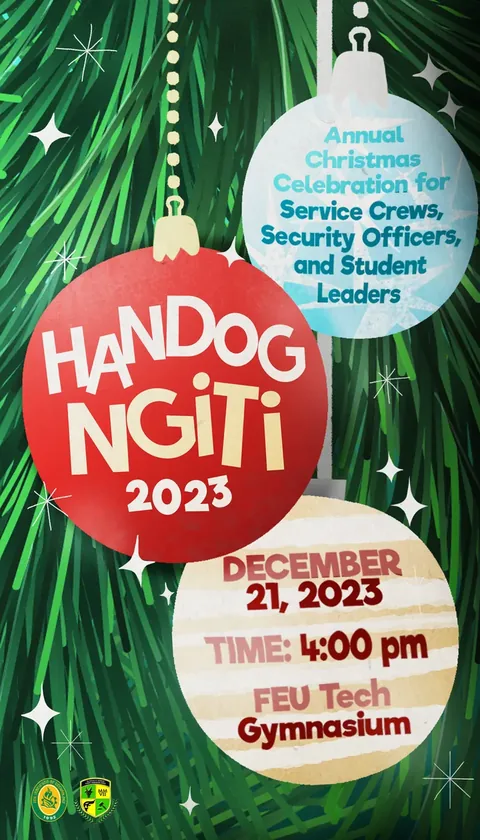 Annual
Christmas
Celebration for
Service Crews,
Security Officers,
and Student
Leaders
HANDOG
NGiTi
2023
DECEMBER
21, 2023
TIME: 4:00 pm
FEU Tech
Gymnasium